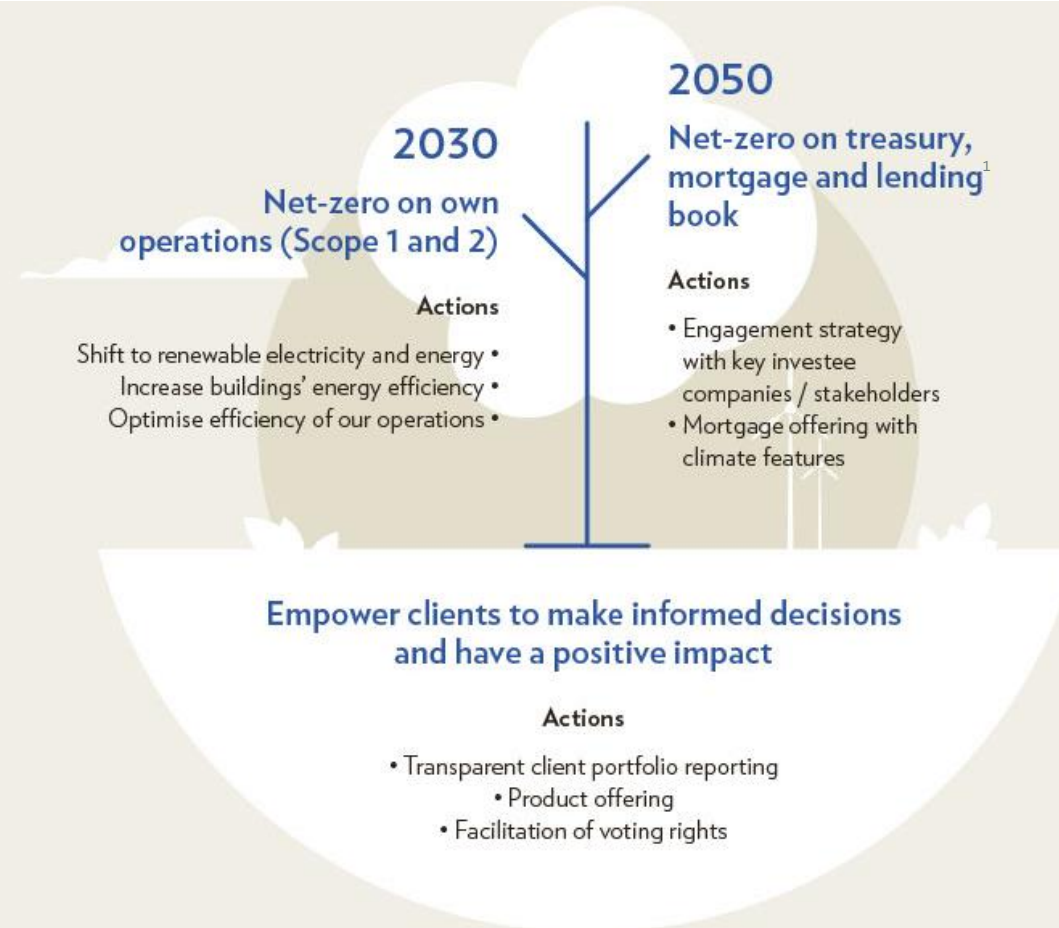 2030
Net-zero on own
operations (Scope 1 and 2)
Actions
Shift to renewable electricity and energy •
Increase buildings’ energy efficiency •
Optimise efficiency of our operations •
2050
Net-zero on treasury,
mortgage and lending1
book
Actions
• Engagement strategy
with key investee
companies / stakeholders
• Mortgage offering with
climate features
Empower clients to make informed decisions
and have a positive impact
Actions
• Transparent client portfolio reporting
• Product offering
• Facilitation of voting rights